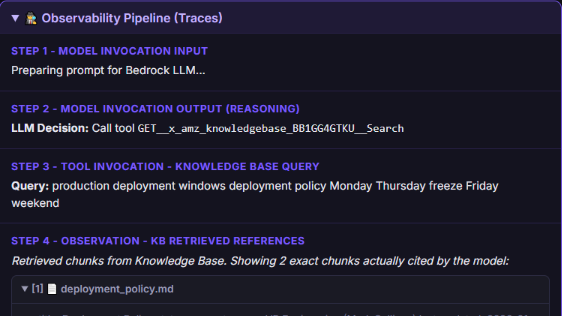 ▼ 🕵️ Observability Pipeline (Traces)
STEP 1 - MODEL INVOCATION INPUT
Preparing prompt for Bedrock LLM...
STEP 2 - MODEL INVOCATION OUTPUT (REASONING)
LLM Decision: Call tool GET__x_amz_knowledgebase_BB1GG4GTKU__Search
STEP 3 - TOOL INVOCATION - KNOWLEDGE BASE QUERY
Query: production deployment windows deployment policy Monday Thursday freeze Friday
weekend
STEP 4 - OBSERVATION - KB RETRIEVED REFERENCES
Retrieved chunks from Knowledge Base. Showing 2 exact chunks actually cited by the model:
▼ [1] 📄 deployment_policy.md